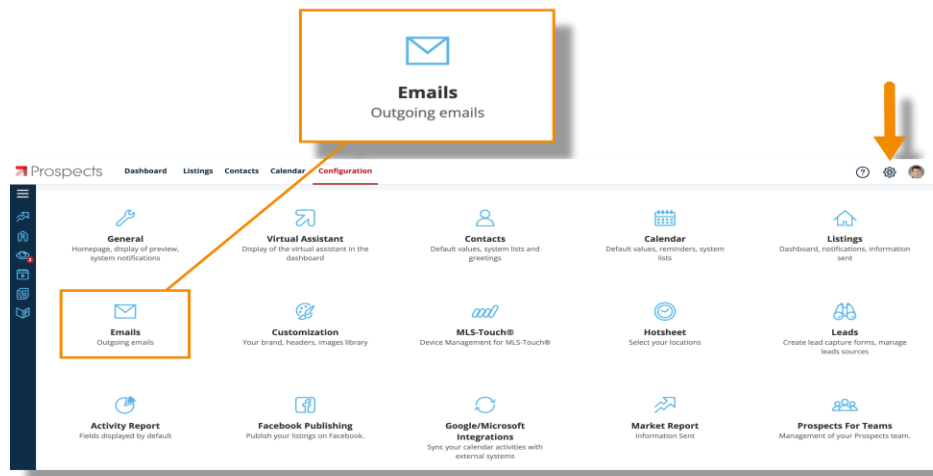 Emails
Outgoing emails
Prospects Dashboard Listings Contacts Calendar Configuration
General
Homepage, display of preview,
system notifications
Virtual Assistant
Display of the virtual assistant in the
dashboard
Contacts
Default values, system lists and
greetings
Calendar
Default values, reminders, system
lists
Listings
Dashboard, notifications, information
sent
Emails
Outgoing emails
Customization
Your brand, headers, images library
MLS-Touch®
Device Management for MLS-Touch®
Hotsheet
Select your locations
Leads
Create lead capture forms, manage
leads sources
Activity Report
Fields displayed by default
Facebook Publishing
Publish your listings on Facebook.
Google/Microsoft
Integrations
Sync your calendar activities with
external systems
Market Report
Information Sent
Prospects For Teams
Management of your Prospects team.